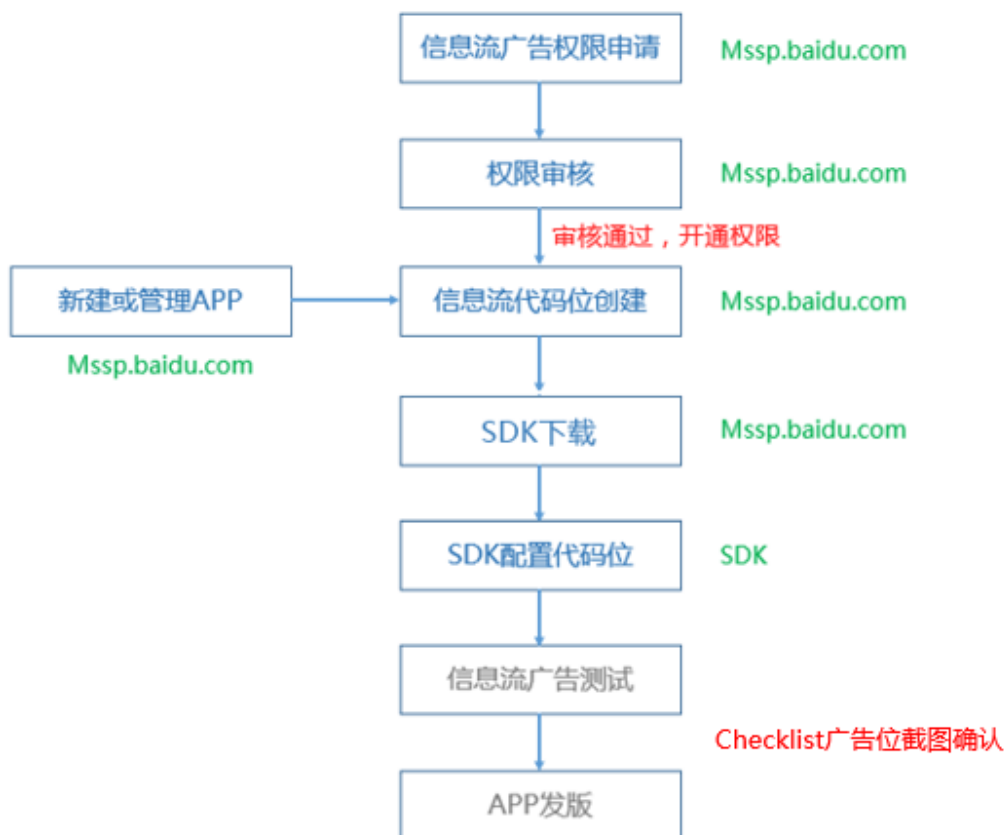 信息流广告权限申请 Mssp.baidu.com
权限审核 Mssp.baidu.com
审核通过，开通权限
新建或管理APP 信息流代码位创建 Mssp.baidu.com
Mssp.baidu.com
SDK下载 Mssp.baidu.com
SDK配置代码位 SDK
信息流广告测试
Checklist广告位截图确认
APP发版